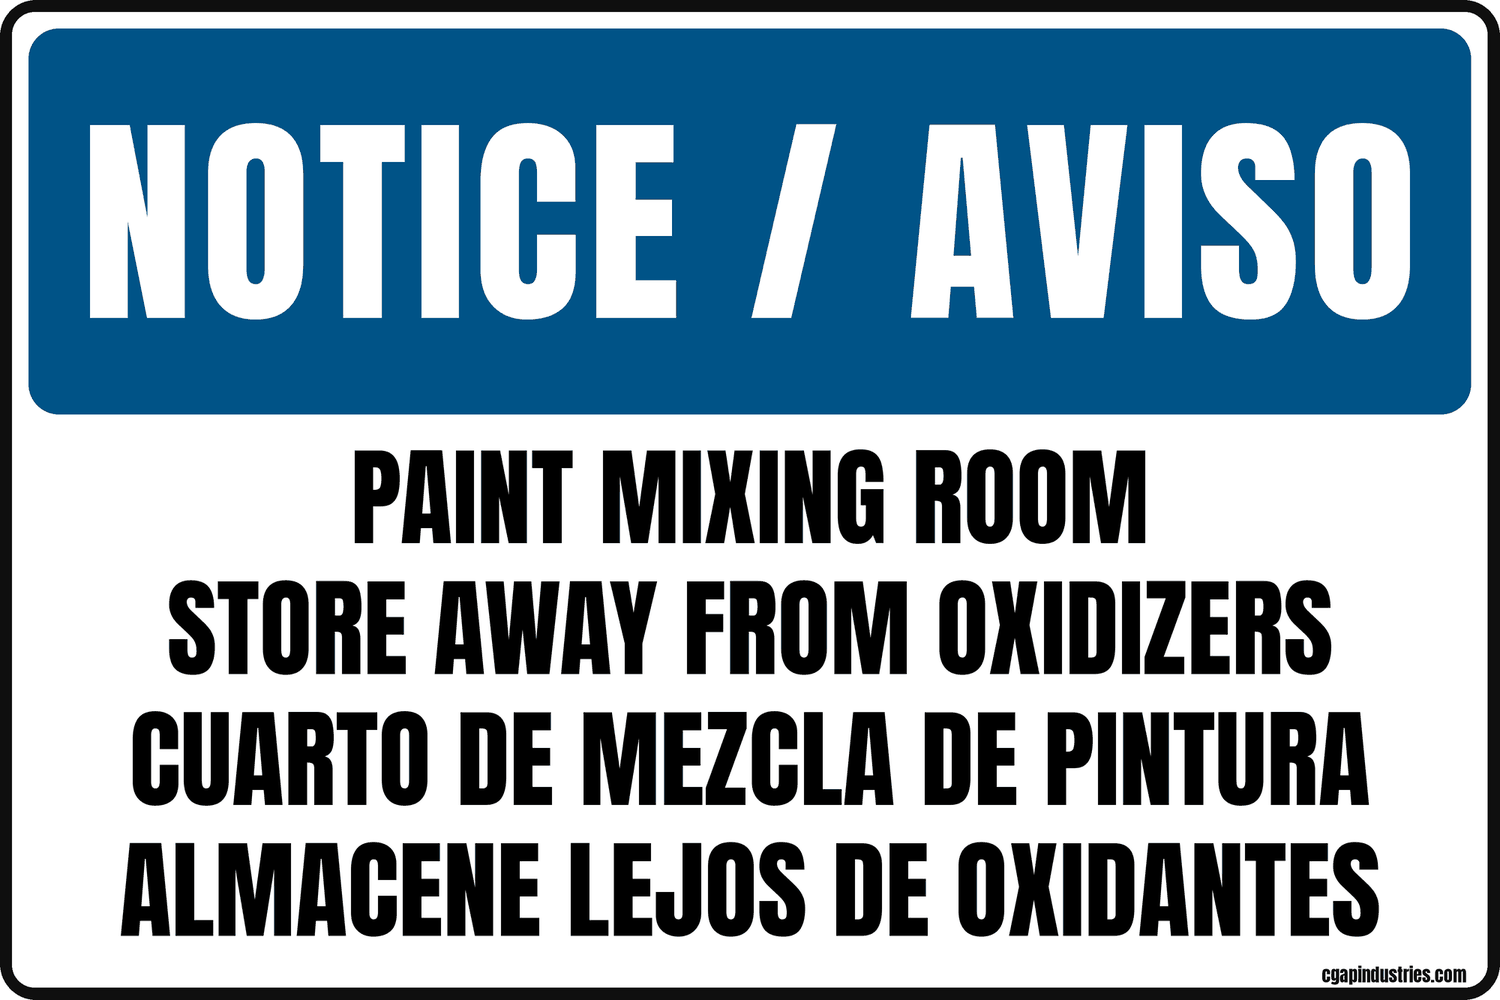 NOTICE / AVISO
PAINT MIXING ROOM
STORE AWAY FROM OXIDIZERS
CUARTO DE MEZCLA DE PINTURA
ALMACENE LEJOS DE OXIDANTES
cgapindustries.com